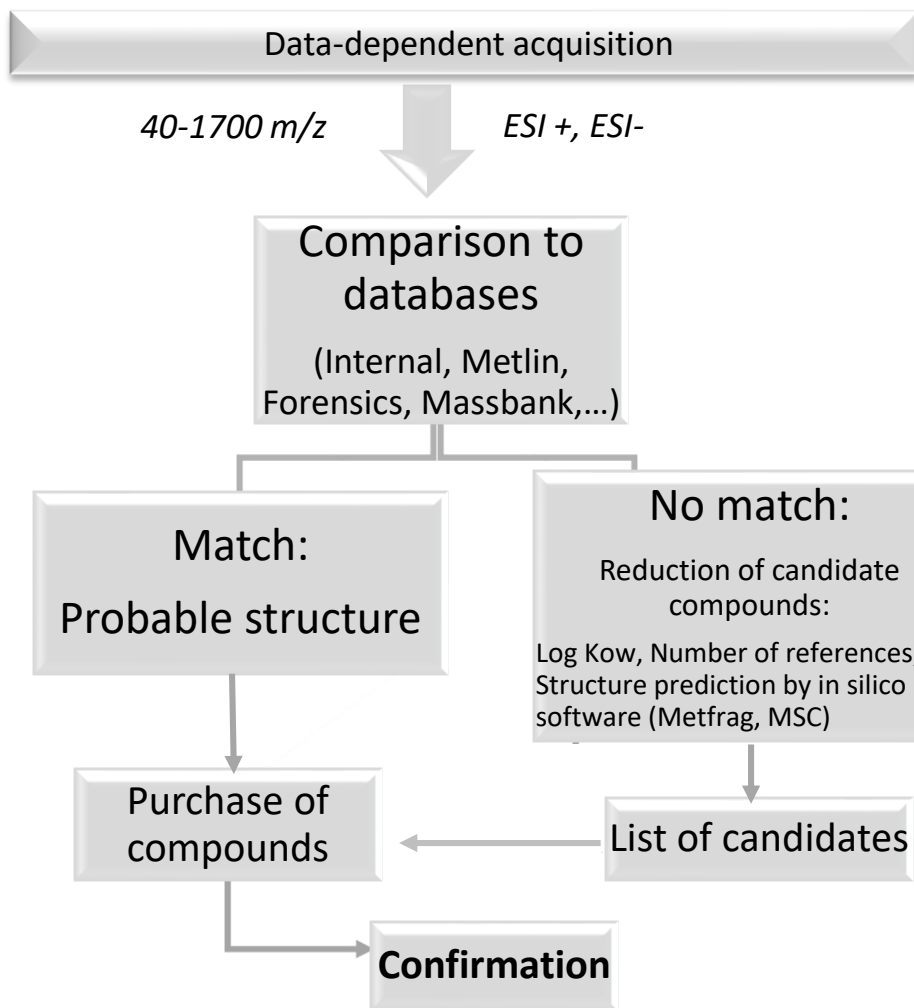 Data-dependent acquisition
40-1700 m/z
ESI +, ESI-
Comparison to
databases
(Internal, Metlin,
Forensics, Massbank,...)
Match:
Probable structure
No match:
Reduction of candidate
compounds:
Log Kow, Number of references,
Structure prediction by in silico
software (Metfrag, MSC)
Purchase of
compounds
List of candidates
Confirmation